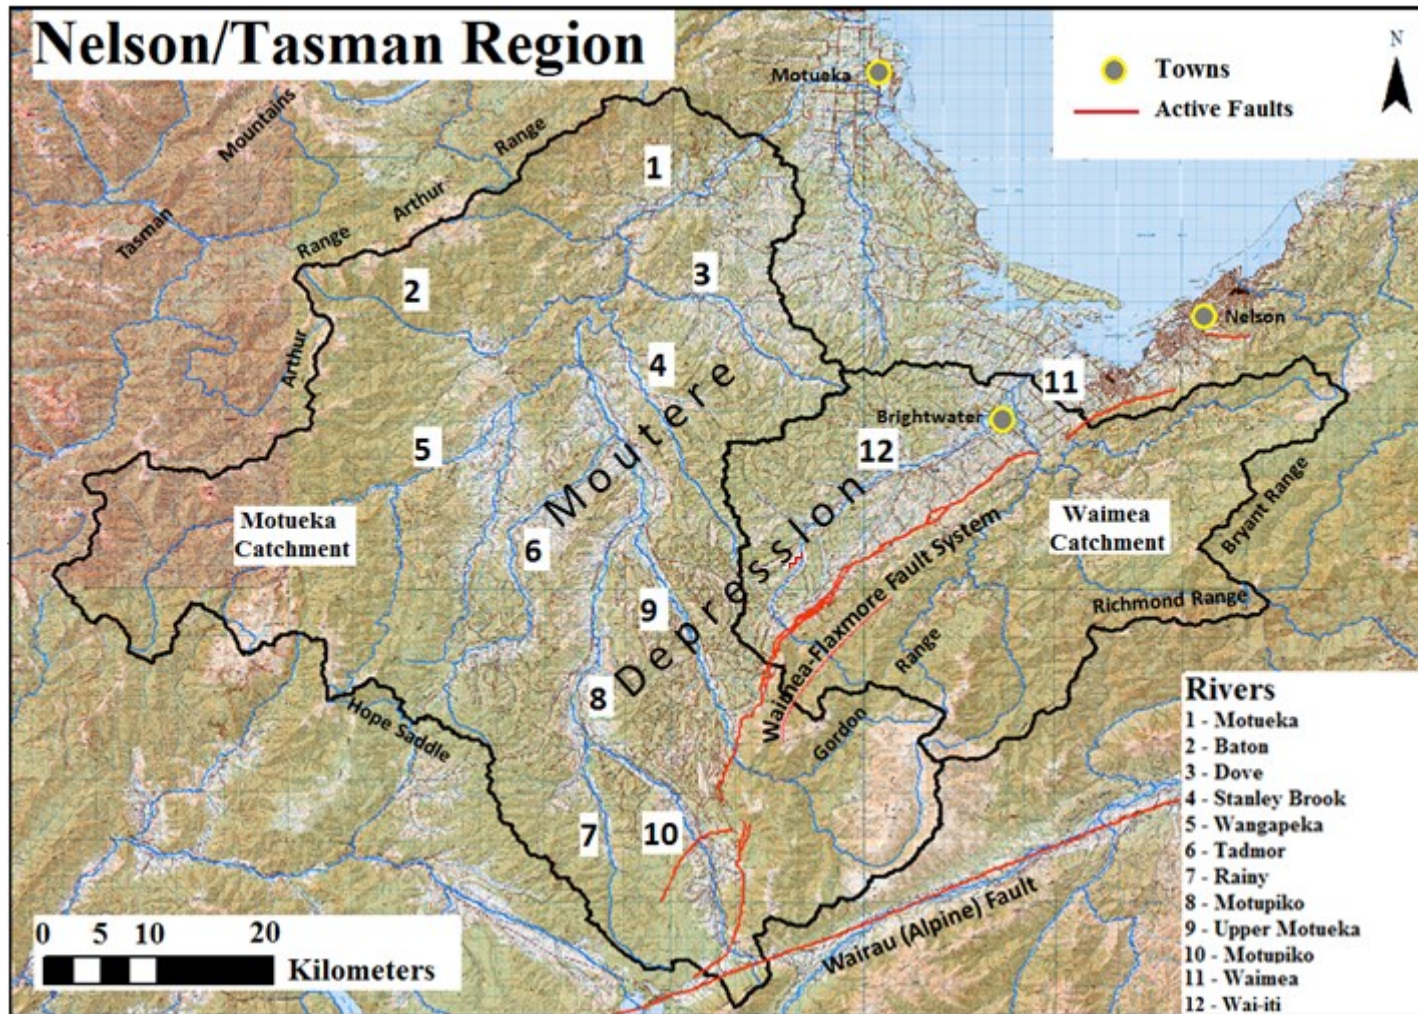 Nelson/Tasman Region
N
Towns
Active Faults
Motueka
Nelson
Brightwater
Tasman Mountains
Arthur Range
Arthur Range
Moutere Depression
Motueka
Catchment
Waimea
Catchment
Waimea-Flaxmore Fault System
Bryant Range
Richmond Range
Gordon Range
Hope Saddle
Wairau (Alpine) Fault
1
2
3
4
5
6
7
8
9
10
11
12
0 5 10 20
Kilometers
Rivers
1 - Motueka
2 - Baton
3 - Dove
4 - Stanley Brook
5 - Wangapeka
6 - Tadmor
7 - Rainy
8 - Motupiko
9 - Upper Motueka
10 - Motupiko
11 - Waimea
12 - Wai-iti